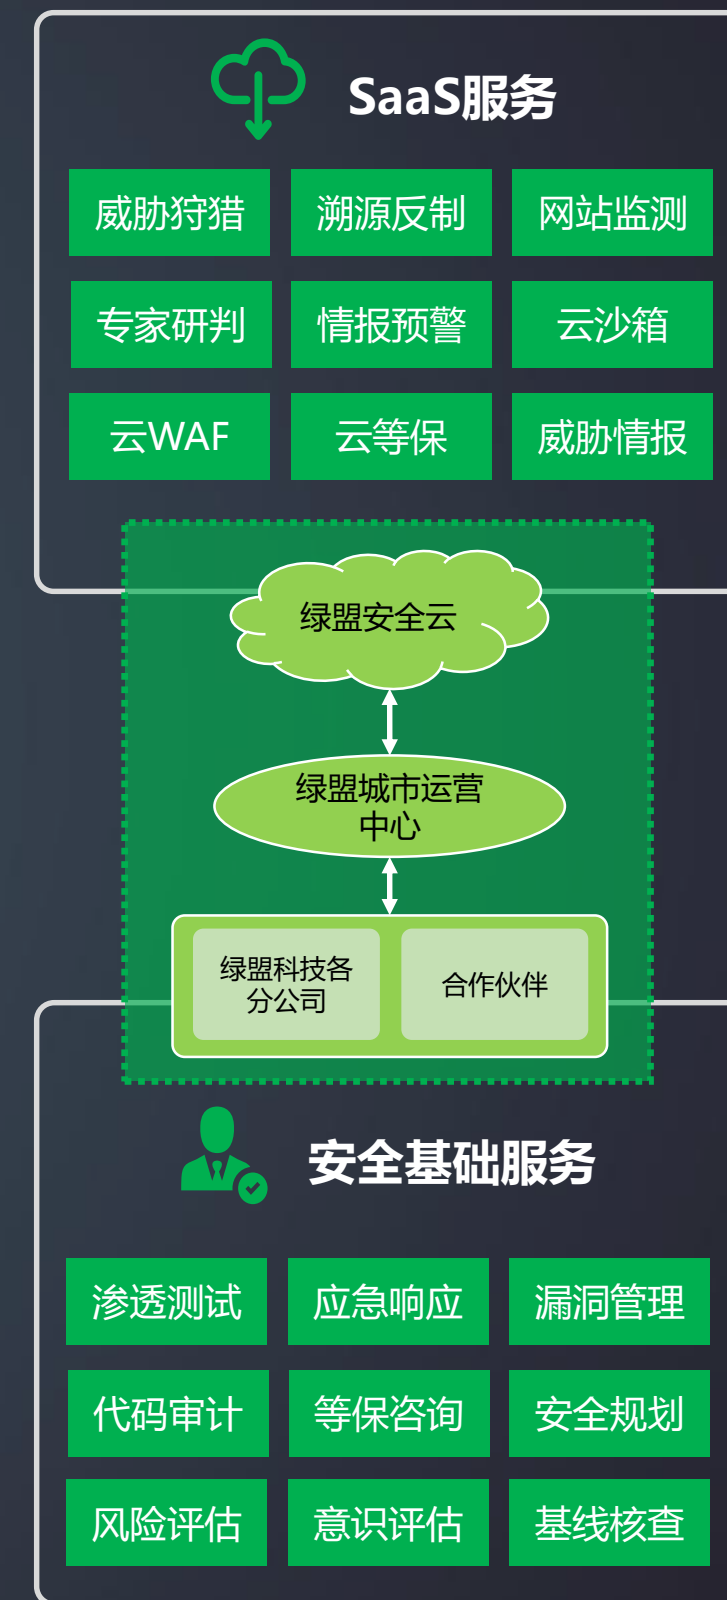 SaaS服务
威胁狩猎
溯源反制
网站监测
专家研判
情报预警
云沙箱
云WAF
云等保
威胁情报
绿盟安全云
绿盟城市运营
中心
绿盟科技各
分公司
合作伙伴
安全基础服务
渗透测试
应急响应
漏洞管理
代码审计
等保咨询
安全规划
风险评估
意识评估
基线核查